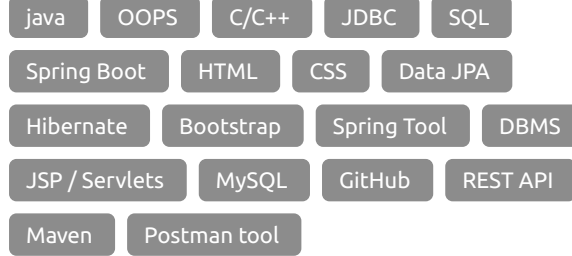 java OOPS C/C++ JDBC SQL
Spring Boot HTML CSS Data JPA
Hibernate Bootstrap Spring Tool DBMS
JSP / Servlets MySQL GitHub REST API
Maven Postman tool